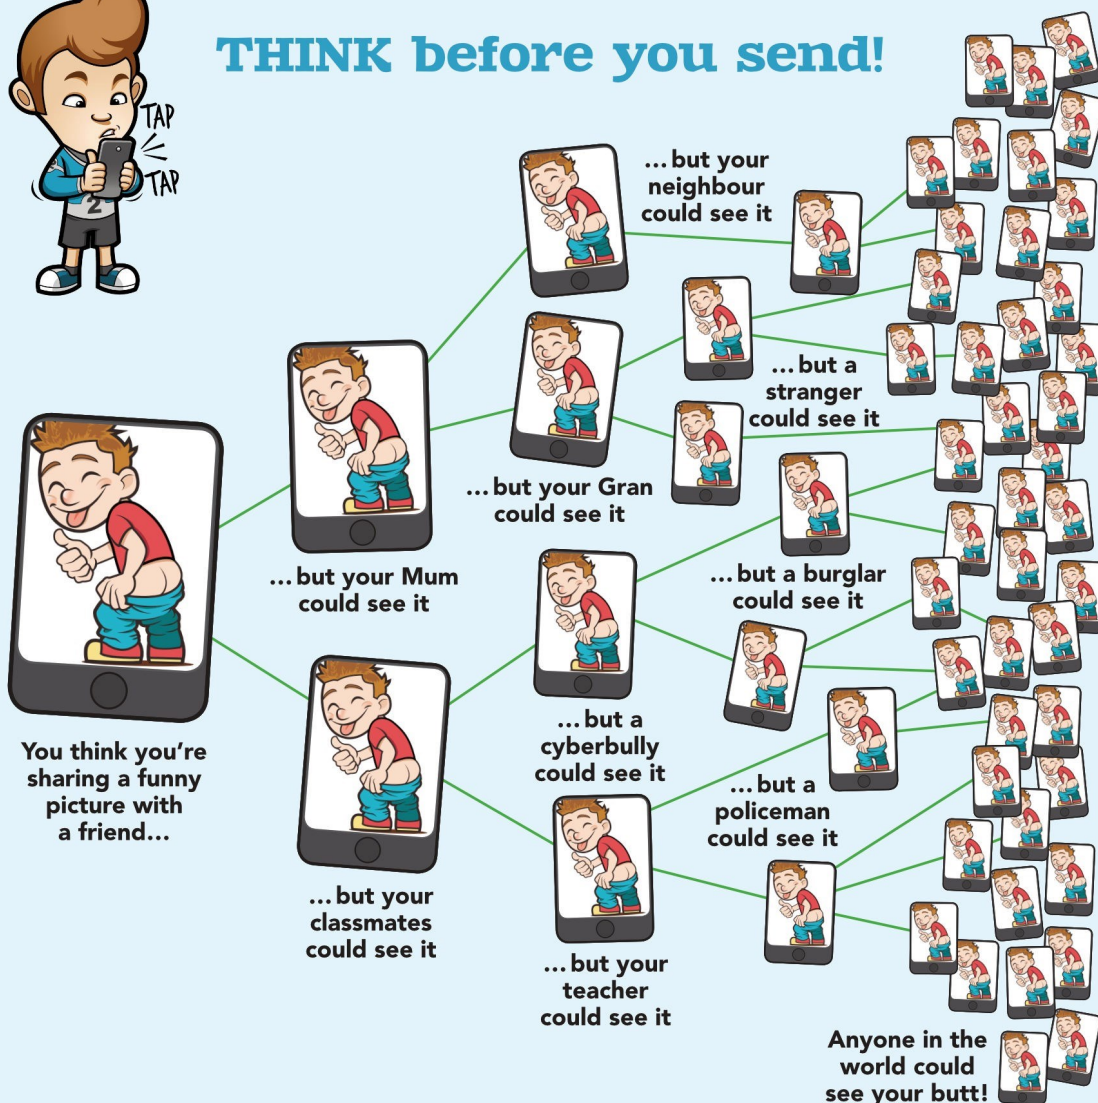 THINK before you send!
TAP
TAP
2
... but your
neighbour
could see it
... but a
stranger
could see it
... but your Gran
could see it
... but your Mum
could see it
... but a burglar
could see it
You think you're
sharing a funny
picture with
a friend...
... but a
cyberbully
could see it
... but a
policeman
could see it
... but your
classmates
could see it
... but your
teacher
could see it
Anyone in the
world could
see your butt!